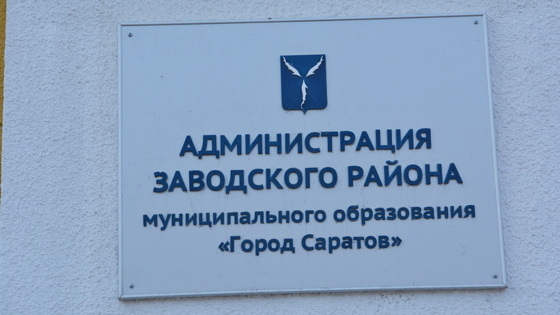 АДМИНИСТРАЦИЯ
ЗАВОДСКОГО РАЙОНА
муниципального образования
«Город Саратов»